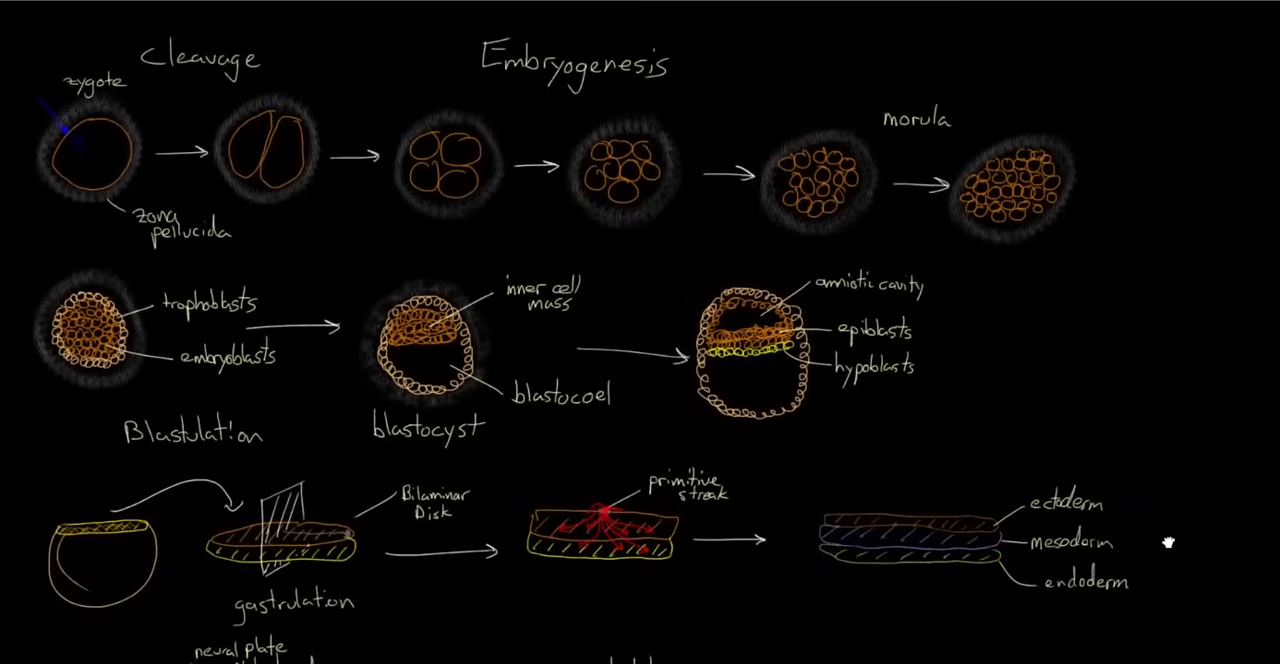 Cleavage
Embryogenesis
zygote
morula
zona
pellucida
trophoblasts
embryoblasts
inner cell
mass
blastocoel
amniotic cavity
epiblasts
hypoblasts
Blastulation
blastocyst
Bilaminar
Disk
primitive
streak
ectoderm
mesoderm
endoderm
gastrulation
neural plate